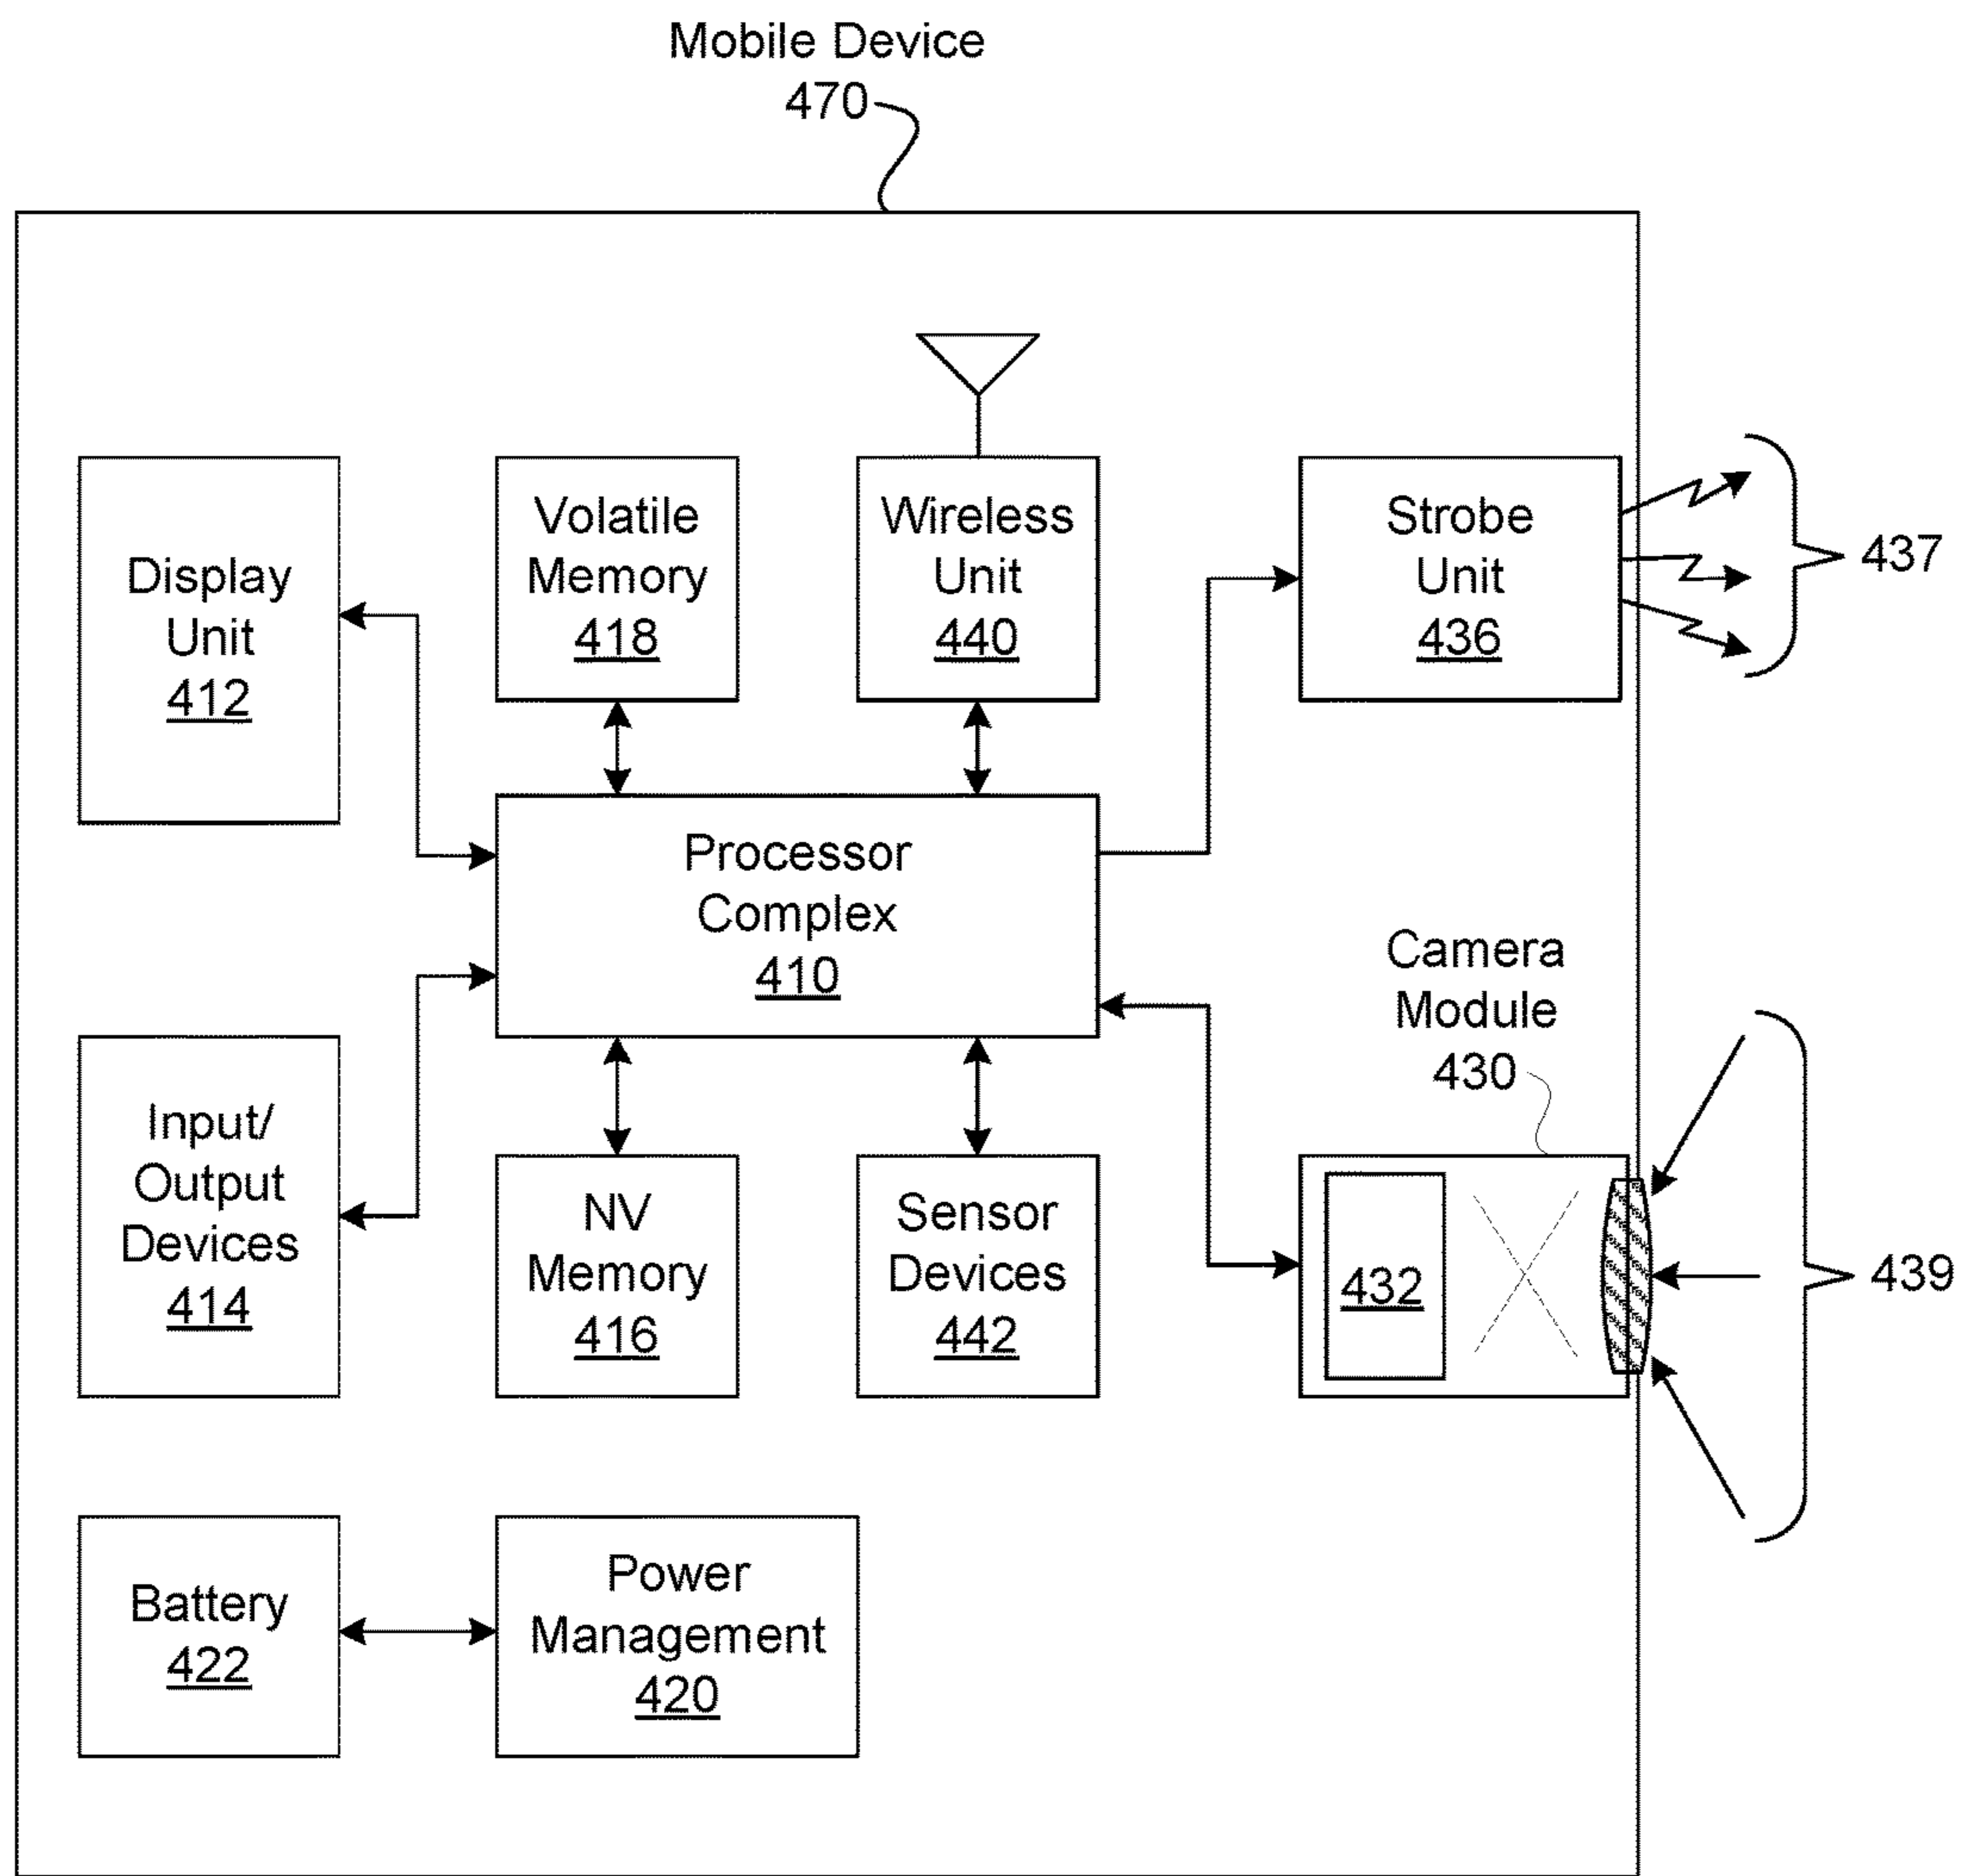 Mobile Device
470
Display
Unit
412
Volatile
Memory
418
Wireless
Unit
440
Strobe
Unit
436
437
Processor
Complex
410
Camera
Module
430
Input/
Output
Devices
414
NV
Memory
416
Sensor
Devices
442
432
439
Battery
422
Power
Management
420